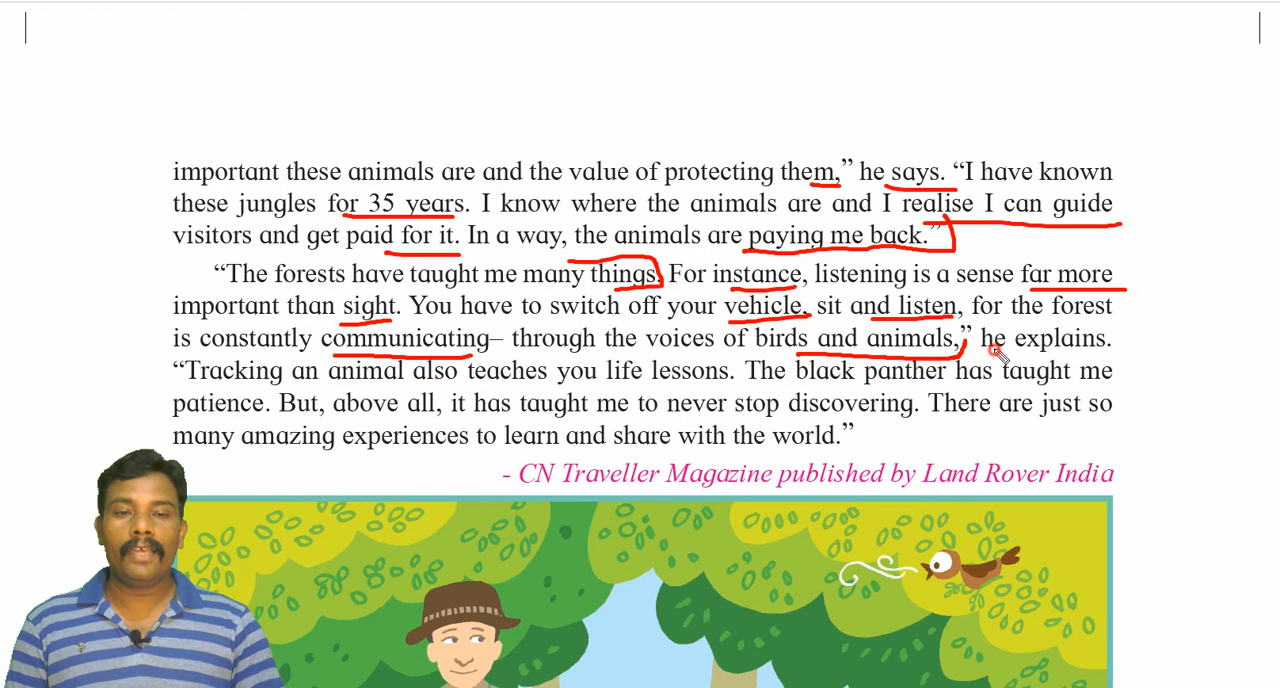 important these animals are and the value of protecting them,” he says. “I have known
these jungles for 35 years. I know where the animals are and I realise I can guide
visitors and get paid for it. In a way, the animals are paying me back.”
“The forests have taught me many things. For instance, listening is a sense far more
important than sight. You have to switch off your vehicle, sit and listen, for the forest
is constantly communicating– through the voices of birds and animals,” he explains.
“Tracking an animal also teaches you life lessons. The black panther has taught me
patience. But, above all, it has taught me to never stop discovering. There are just so
many amazing experiences to learn and share with the world.”
- CN Traveller Magazine published by Land Rover India